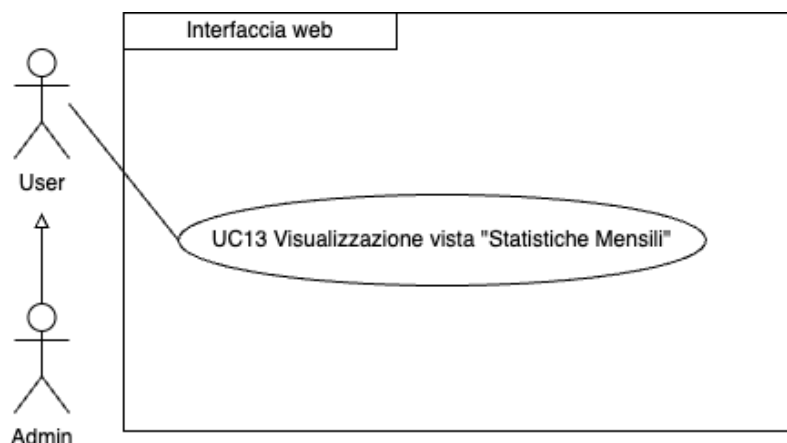 Interfaccia web
User
UC13 Visualizzazione vista "Statistiche Mensili"
Admin